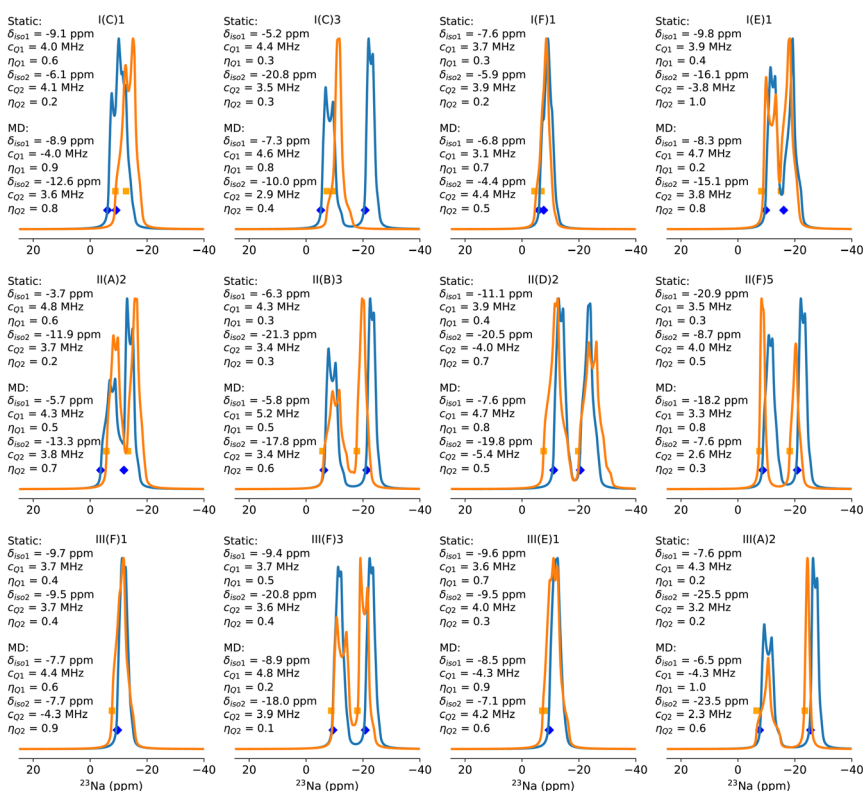 I(C)1
Static:
δiso1 = -9.1 ppm
cQ1 = 4.0 MHz
ηQ1 = 0.6
δiso2 = -6.1 ppm
cQ2 = 4.1 MHz
ηQ2 = 0.2
MD:
δiso1 = -8.9 ppm
cQ1 = -4.0 MHz
ηQ1 = 0.9
δiso2 = -12.6 ppm
cQ2 = 3.6 MHz
ηQ2 = 0.8
20 0 −20 −40
I(C)3
Static:
δiso1 = -5.2 ppm
cQ1 = 4.4 MHz
ηQ1 = 0.3
δiso2 = -20.8 ppm
cQ2 = 3.5 MHz
ηQ2 = 0.3
MD:
δiso1 = -7.3 ppm
cQ1 = 4.6 MHz
ηQ1 = 0.8
δiso2 = -10.0 ppm
cQ2 = 2.9 MHz
ηQ2 = 0.4
20 0 −20 −40
I(F)1
Static:
δiso1 = -7.6 ppm
cQ1 = 3.7 MHz
ηQ1 = 0.3
δiso2 = -5.9 ppm
cQ2 = 3.9 MHz
ηQ2 = 0.2
MD:
δiso1 = -6.8 ppm
cQ1 = 3.1 MHz
ηQ1 = 0.7
δiso2 = -4.4 ppm
cQ2 = 4.4 MHz
ηQ2 = 0.5
20 0 −20 −40
I(E)1
Static:
δiso1 = -9.8 ppm
cQ1 = 3.9 MHz
ηQ1 = 0.4
δiso2 = -16.1 ppm
cQ2 = -3.8 MHz
ηQ2 = 1.0
MD:
δiso1 = -8.3 ppm
cQ1 = 4.7 MHz
ηQ1 = 0.2
δiso2 = -15.1 ppm
cQ2 = 3.8 MHz
ηQ2 = 0.8
20 0 −20 −40
II(A)2
Static:
δiso1 = -3.7 ppm
cQ1 = 4.8 MHz
ηQ1 = 0.6
δiso2 = -11.9 ppm
cQ2 = 3.7 MHz
ηQ2 = 0.2
MD:
δiso1 = -5.7 ppm
cQ1 = 4.3 MHz
ηQ1 = 0.5
δiso2 = -13.3 ppm
cQ2 = 3.8 MHz
ηQ2 = 0.7
20 0 −20 −40
II(B)3
Static:
δiso1 = -6.3 ppm
cQ1 = 4.3 MHz
ηQ1 = 0.3
δiso2 = -21.3 ppm
cQ2 = 3.4 MHz
ηQ2 = 0.3
MD:
δiso1 = -5.8 ppm
cQ1 = 5.2 MHz
ηQ1 = 0.5
δiso2 = -17.8 ppm
cQ2 = 3.4 MHz
ηQ2 = 0.6
20 0 −20 −40
II(D)2
Static:
δiso1 = -11.1 ppm
cQ1 = 3.9 MHz
ηQ1 = 0.4
δiso2 = -20.5 ppm
cQ2 = -4.0 MHz
ηQ2 = 0.7
MD:
δiso1 = -7.6 ppm
cQ1 = 4.7 MHz
ηQ1 = 0.8
δiso2 = -19.8 ppm
cQ2 = -5.4 MHz
ηQ2 = 0.5
20 0 −20 −40
II(F)5
Static:
δiso1 = -20.9 ppm
cQ1 = 3.5 MHz
ηQ1 = 0.3
δiso2 = -8.7 ppm
cQ2 = 4.0 MHz
ηQ2 = 0.5
MD:
δiso1 = -18.2 ppm
cQ1 = 3.3 MHz
ηQ1 = 0.8
δiso2 = -7.6 ppm
cQ2 = 2.6 MHz
ηQ2 = 0.3
20 0 −20 −40
III(F)1
Static:
δiso1 = -9.7 ppm
cQ1 = 3.7 MHz
ηQ1 = 0.4
δiso2 = -9.5 ppm
cQ2 = 3.7 MHz
ηQ2 = 0.4
MD:
δiso1 = -7.7 ppm
cQ1 = 4.4 MHz
ηQ1 = 0.6
δiso2 = -7.7 ppm
cQ2 = -4.3 MHz
ηQ2 = 0.9
20 0 −20 −40
²³Na (ppm)
III(F)3
Static:
δiso1 = -9.4 ppm
cQ1 = 3.7 MHz
ηQ1 = 0.5
δiso2 = -20.8 ppm
cQ2 = 3.6 MHz
ηQ2 = 0.4
MD:
δiso1 = -8.9 ppm
cQ1 = 4.8 MHz
ηQ1 = 0.2
δiso2 = -18.0 ppm
cQ2 = 3.9 MHz
ηQ2 = 0.1
20 0 −20 −40
²³Na (ppm)
III(E)1
Static:
δiso1 = -9.6 ppm
cQ1 = 3.6 MHz
ηQ1 = 0.7
δiso2 = -9.5 ppm
cQ2 = 4.0 MHz
ηQ2 = 0.3
MD:
δiso1 = -8.5 ppm
cQ1 = -4.3 MHz
ηQ1 = 0.9
δiso2 = -7.1 ppm
cQ2 = 4.2 MHz
ηQ2 = 0.6
20 0 −20 −40
²³Na (ppm)
III(A)2
Static:
δiso1 = -7.6 ppm
cQ1 = 4.3 MHz
ηQ1 = 0.2
δiso2 = -25.5 ppm
cQ2 = 3.2 MHz
ηQ2 = 0.2
MD:
δiso1 = -6.5 ppm
cQ1 = -4.3 MHz
ηQ1 = 1.0
δiso2 = -23.5 ppm
cQ2 = 2.3 MHz
ηQ2 = 0.6
20 0 −20 −40
²³Na (ppm)